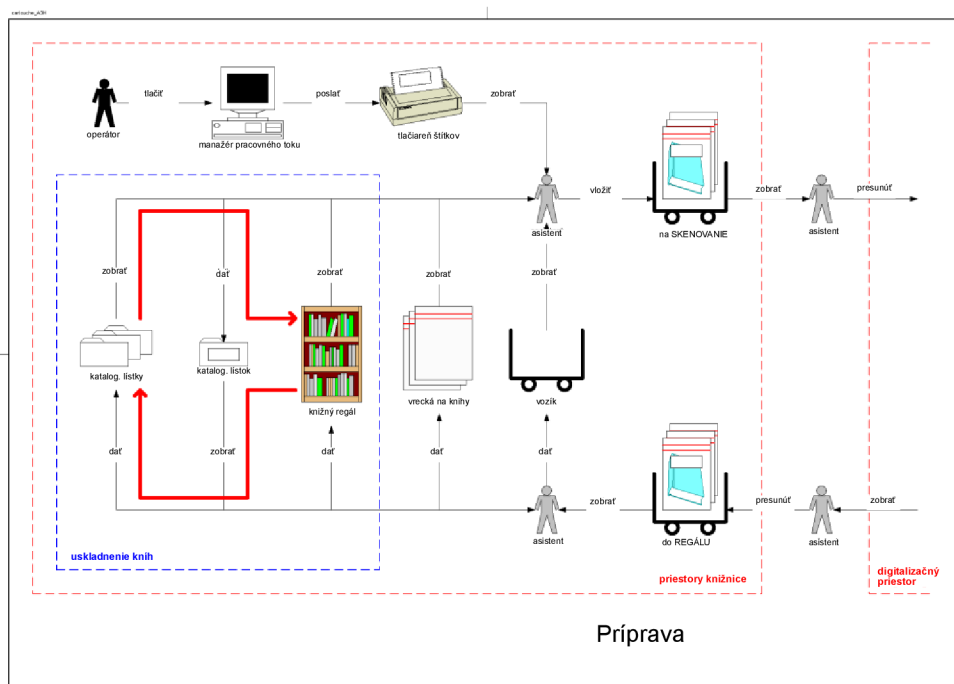 cartouche_A3H
tlačiť
poslať
zobrať
operátor
manažér pracovného toku
tlačiareň štítkov
vložiť
zobrať
presunúť
asistent
na SKENOVANIE
asistent
zobrať
dať
zobrať
zobrať
zobrať
katalog. lístky
katalog. lístok
knižný regál
vrecká na knihy
vozík
dať
zobrať
dať
dať
dať
zobrať
presunúť
zobrať
asistent
do REGÁLU
asistent
uskladnenie knih
priestory knižnice
digitalizačný
priestor
Príprava